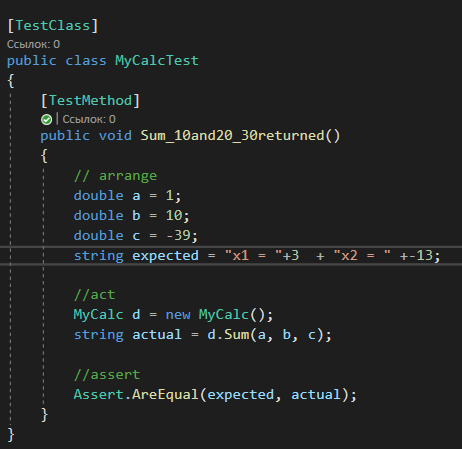 [TestClass]
Ссылок: 0
public class MyCalcTest
{
[TestMethod]
| Ссылок: 0
public void Sum_10and20_30returned()
{
// arrange
double a = 1;
double b = 10;
double c = -39;
string expected = "x1 = "+3  + "x2 = " +-13;
//act
MyCalc d = new MyCalc();
string actual = d.Sum(a, b, c);
//assert
Assert.AreEqual(expected, actual);
}
}